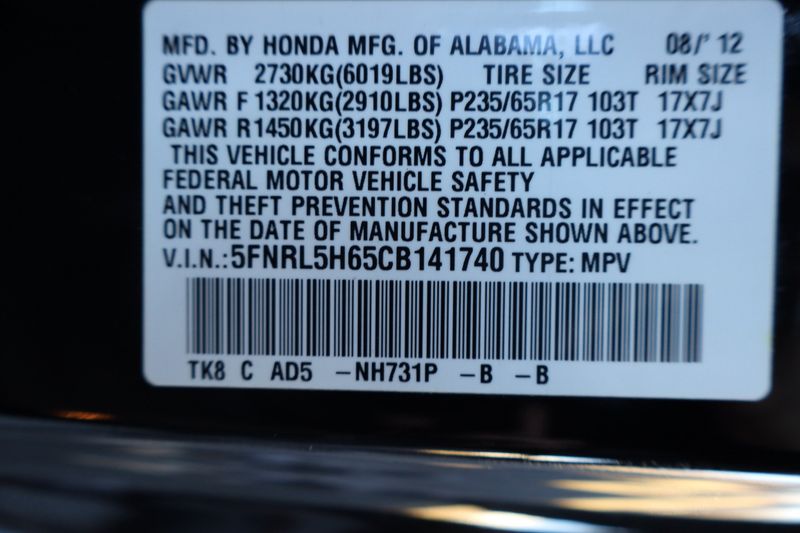 MFD. BY HONDA MFG. OF ALABAMA, LLC 08/' 12
GVWR 2730KG(6019LBS) TIRE SIZE RIM SIZE
GAWR F 1320KG(2910LBS) P235/65R17 103T 17X7J
GAWR R1450KG(3197LBS) P235/65R17 103T 17X7J
THIS VEHICLE CONFORMS TO ALL APPLICABLE
FEDERAL MOTOR VEHICLE SAFETY
AND THEFT PREVENTION STANDARDS IN EFFECT
ON THE DATE OF MANUFACTURE SHOWN ABOVE.
V.I.N.:5FNRL5H65CB141740 TYPE: MPV
TK8 C AD5 -NH731P -B -B